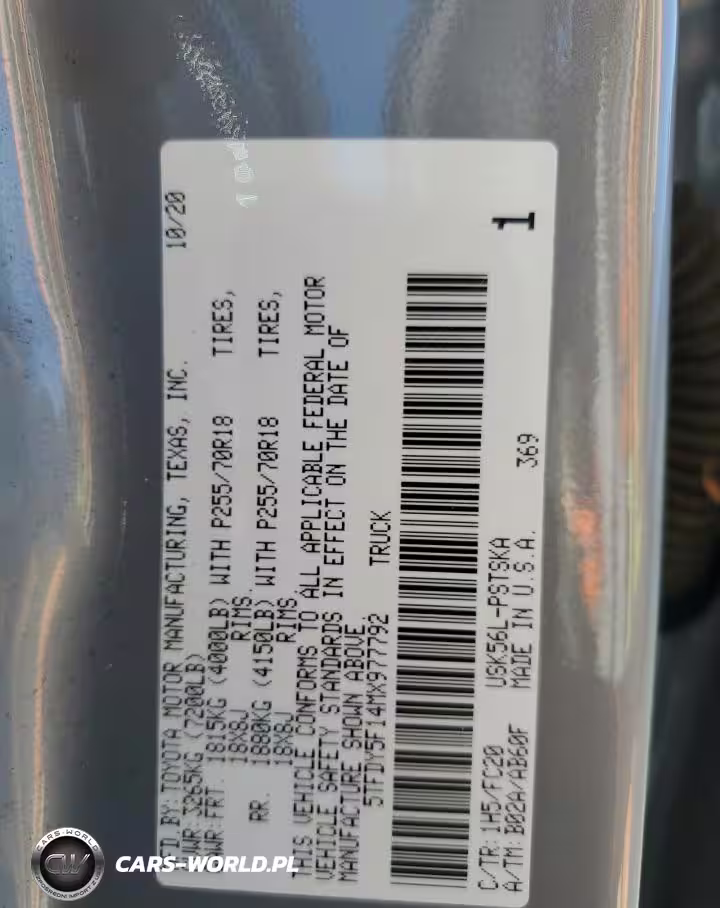 MFD. BY: TOYOTA MOTOR MANUFACTURING, TEXAS, INC. 10/20
GVWR 3265KG (7200LB)
GAWR: FRT. 1815KG (4000LB) WITH P255/70R18 TIRES,
18X8J RIMS,
RR. 1880KG (4150LB) WITH P255/70R18 TIRES,
18X8J RIMS.
THIS VEHICLE CONFORMS TO ALL APPLICABLE FEDERAL MOTOR
VEHICLE SAFETY STANDARDS IN EFFECT ON THE DATE OF
MANUFACTURE SHOWN ABOVE.
5TFDY5F14MX977792 TRUCK
C/TR: 1H5/FC20 USK56L-PSTSKA 369 1
A/TM: B02A/AB60F MADE IN U.S.A.
CARS-WORLD
CW
CARS-WORLD.PL